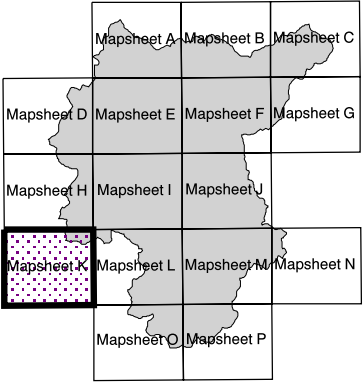 Mapsheet A
Mapsheet B
Mapsheet C
Mapsheet D
Mapsheet E
Mapsheet F
Mapsheet G
Mapsheet H
Mapsheet I
Mapsheet J
Mapsheet K
Mapsheet L
Mapsheet M
Mapsheet N
Mapsheet O
Mapsheet P